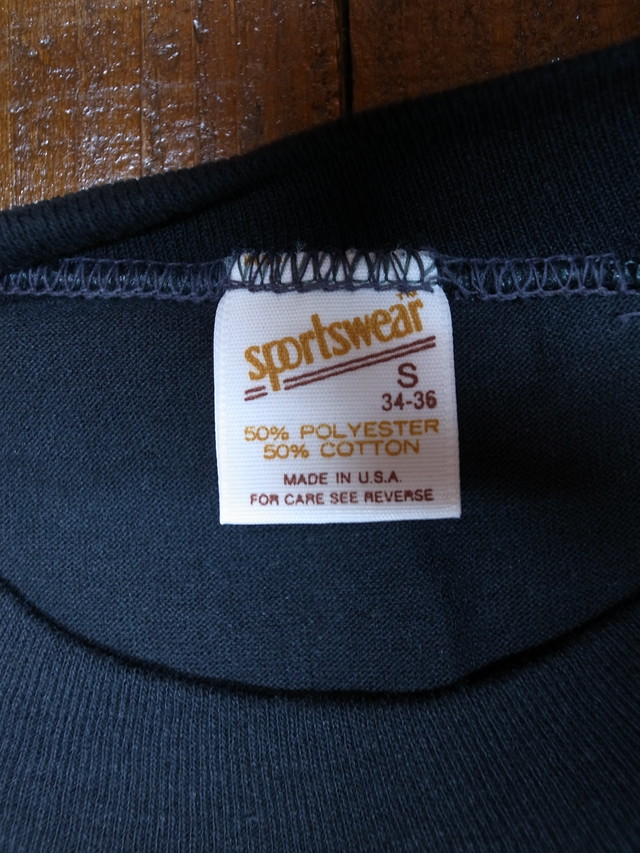 sportswear
S
34-36
50% POLYESTER
50% COTTON
MADE IN U.S.A.
FOR CARE SEE REVERSE